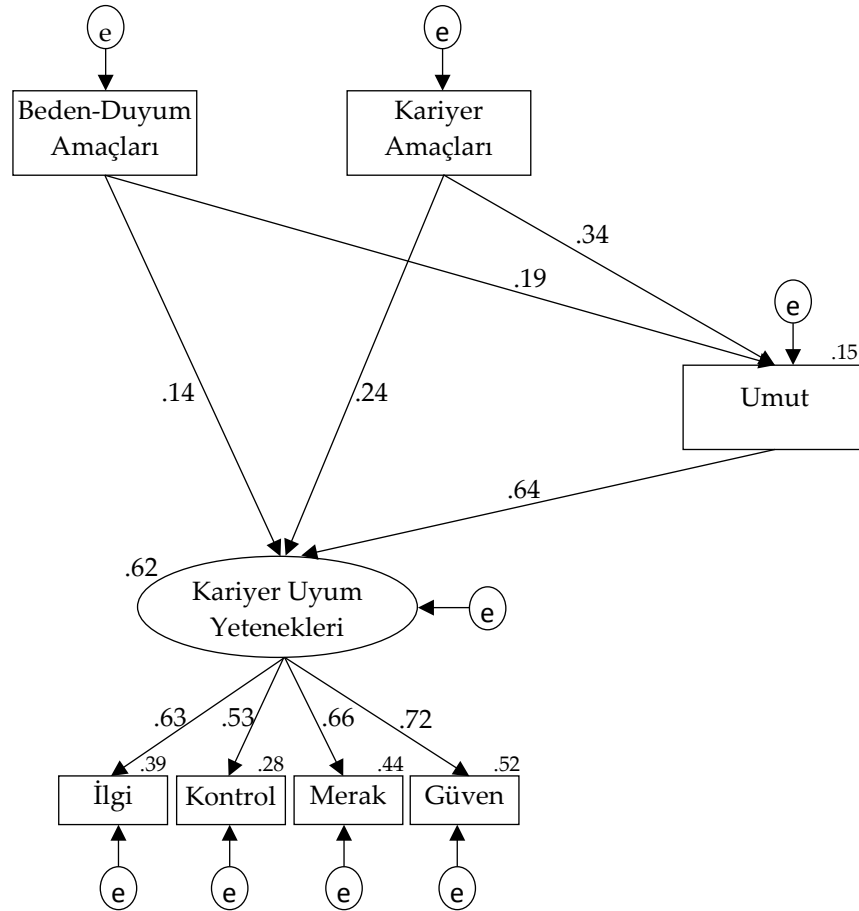 e
e
Beden-Duyum
Amaçları
Kariyer
Amaçları
.34
.19
e
.15
Umut
.14
.24
.64
.62
Kariyer Uyum
Yetenekleri
e
.63
.53
.66
.72
.39
.28
.44
.52
İlgi
Kontrol
Merak
Güven
e
e
e
e